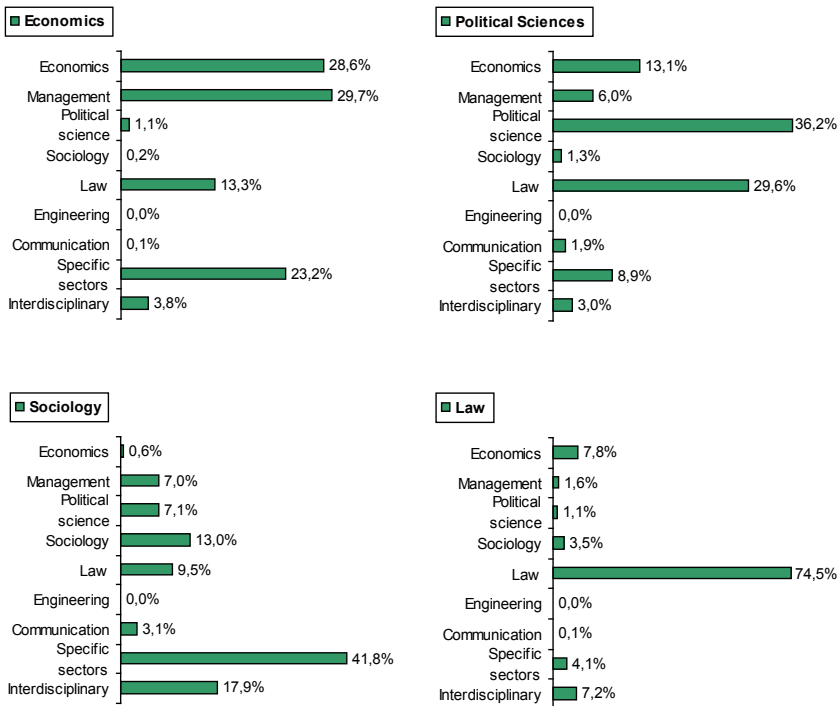 Economics
Economics 28,6%
Management 29,7%
Political
science 1,1%
Sociology 0,2%
Law 13,3%
Engineering 0,0%
Communication 0,1%
Specific
sectors 23,2%
Interdisciplinary 3,8%
Political Sciences
Economics 13,1%
Management 6,0%
Political
science 36,2%
Sociology 1,3%
Law 29,6%
Engineering 0,0%
Communication 1,9%
Specific
sectors 8,9%
Interdisciplinary 3,0%
Sociology
Economics 0,6%
Management 7,0%
Political
science 7,1%
Sociology 13,0%
Law 9,5%
Engineering 0,0%
Communication 3,1%
Specific
sectors 41,8%
Interdisciplinary 17,9%
Law
Economics 7,8%
Management 1,6%
Political
science 1,1%
Sociology 3,5%
Law 74,5%
Engineering 0,0%
Communication 0,1%
Specific
sectors 4,1%
Interdisciplinary 7,2%